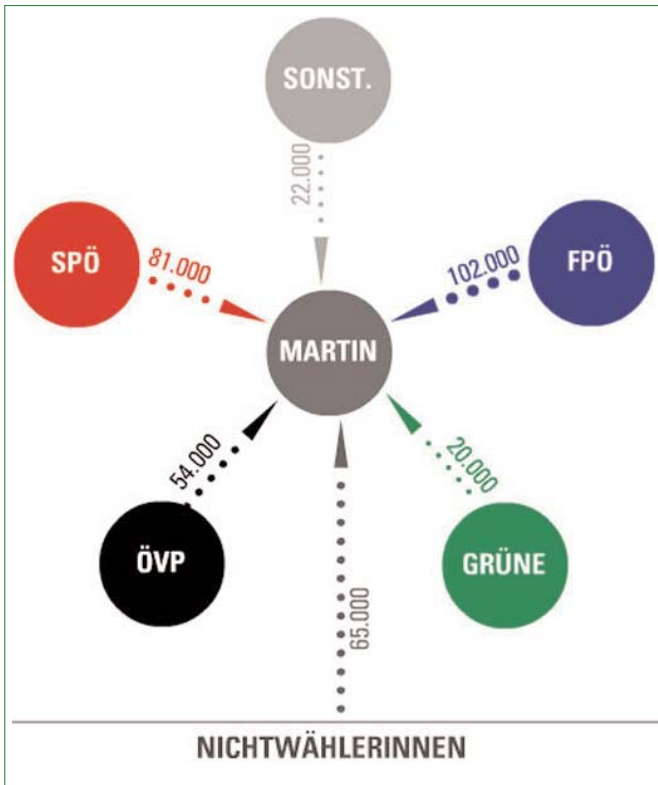 SONST.
22.000
SPÖ
81.000
102.000
FPÖ
MARTIN
54.000
20.000
ÖVP
GRÜNE
65.000
NICHTWÄHLERINNEN